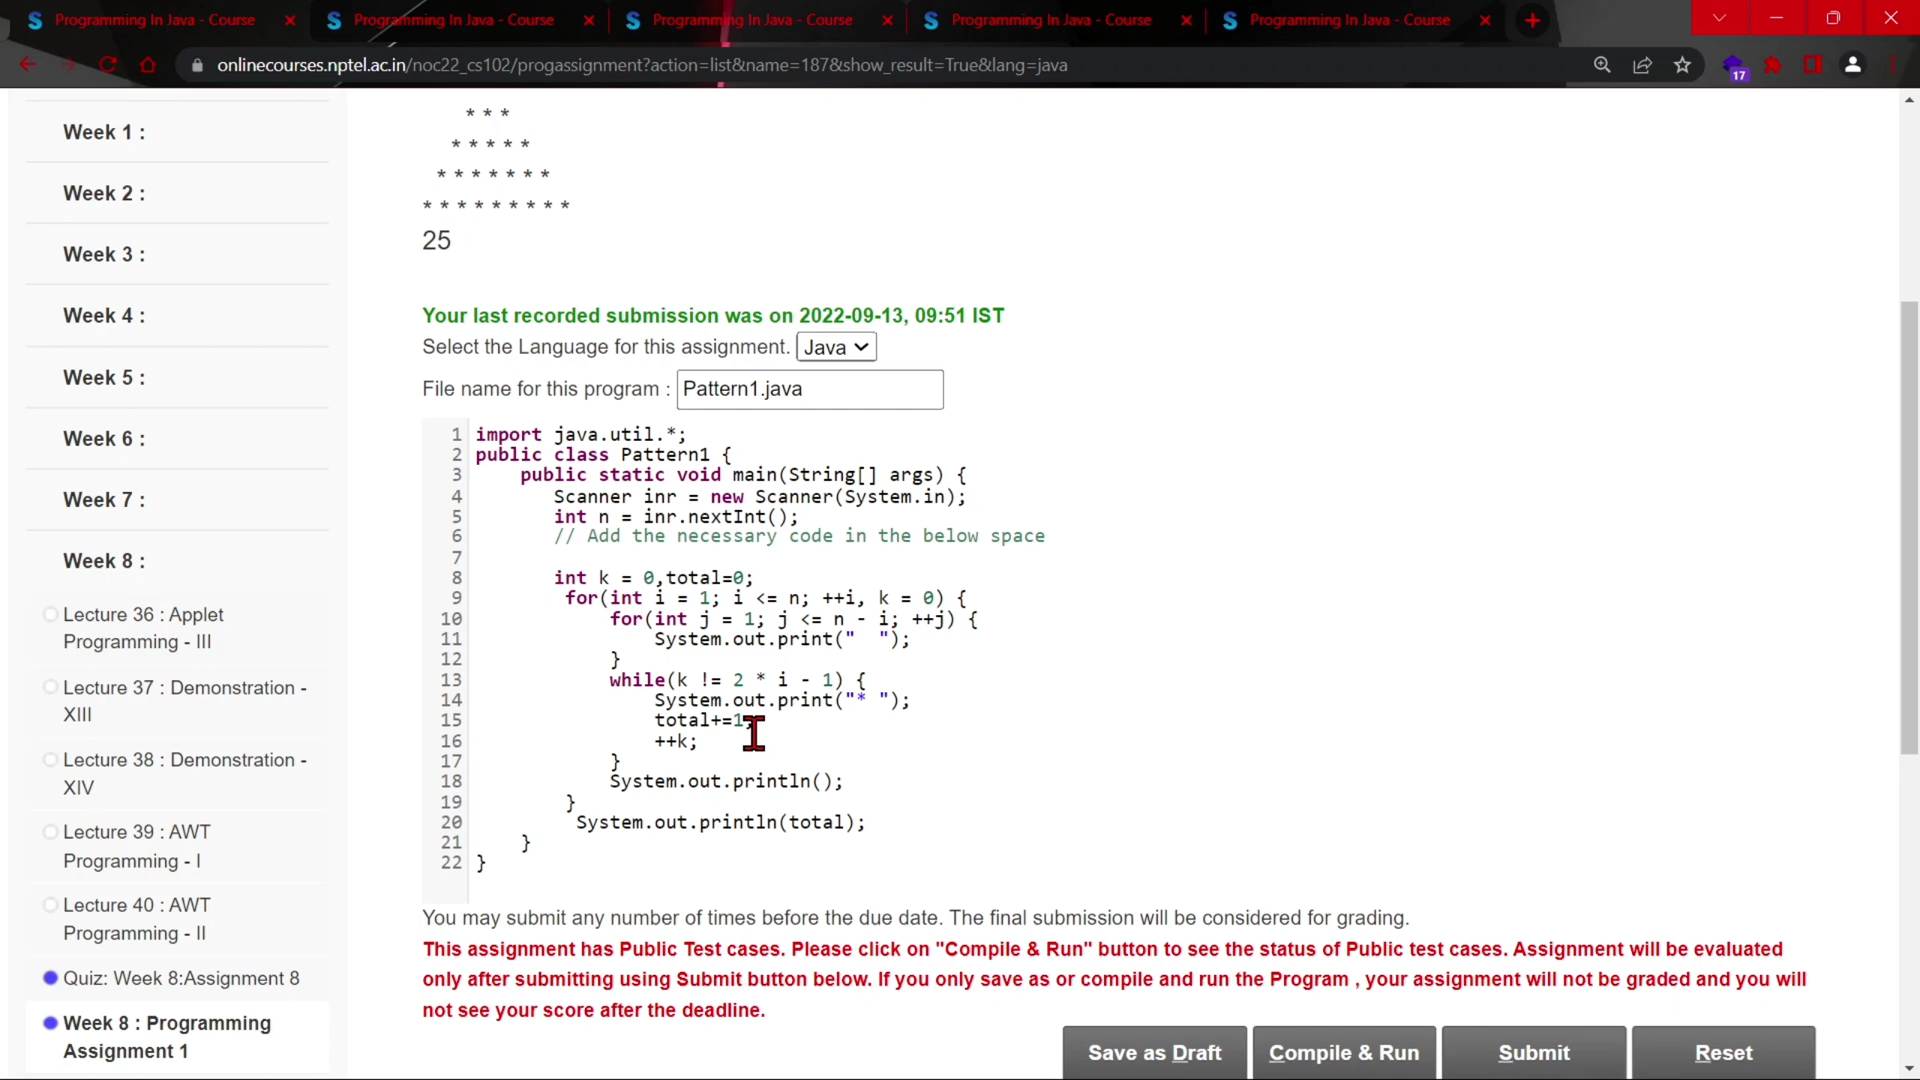 Programming In Java - Course
Programming In Java - Course
Programming In Java - Course
Programming In Java - Course
Programming In Java - Course
onlinecourses.nptel.ac.in/noc22_cs102/progassignment?action=list&name=187&show_result=True&lang=java
17
Week 1 :
Week 2 :
Week 3 :
Week 4 :
Week 5 :
Week 6 :
Week 7 :
Week 8 :
Lecture 36 : Applet
Programming - III
Lecture 37 : Demonstration -
XIII
Lecture 38 : Demonstration -
XIV
Lecture 39 : AWT
Programming - I
Lecture 40 : AWT
Programming - II
Quiz: Week 8:Assignment 8
Week 8 : Programming
Assignment 1
* * *
* * * * *
* * * * * * *
* * * * * * * * *
25
Your last recorded submission was on 2022-09-13, 09:51 IST
Select the Language for this assignment. Java
File name for this program : Pattern1.java
1 import java.util.*;
2 public class Pattern1 {
3     public static void main(String[] args) {
4        Scanner inr = new Scanner(System.in);
5        int n = inr.nextInt();
6        // Add the necessary code in the below space
7
8        int k = 0,total=0;
9         for(int i = 1; i <= n; ++i, k = 0) {
10             for(int j = 1; j <= n - i; ++j) {
11                 System.out.print("  ");
12             }
13             while(k != 2 * i - 1) {
14                 System.out.print("* ");
15                 total+=1;
16                 ++k;
17             }
18             System.out.println();
19         }
20          System.out.println(total);
21     }
22 }
You may submit any number of times before the due date. The final submission will be considered for grading.
This assignment has Public Test cases. Please click on "Compile & Run" button to see the status of Public test cases. Assignment will be evaluated
only after submitting using Submit button below. If you only save as or compile and run the Program , your assignment will not be graded and you will
not see your score after the deadline.
Save as Draft
Compile & Run
Submit
Reset